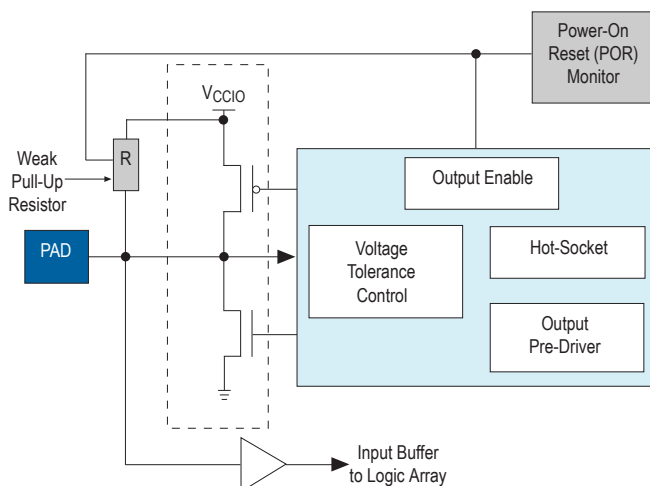 Power-On
Reset (POR)
Monitor
VCCIO
R
Weak
Pull-Up
Resistor
Output Enable
PAD
Voltage
Tolerance
Control
Hot-Socket
Output
Pre-Driver
Input Buffer
to Logic Array